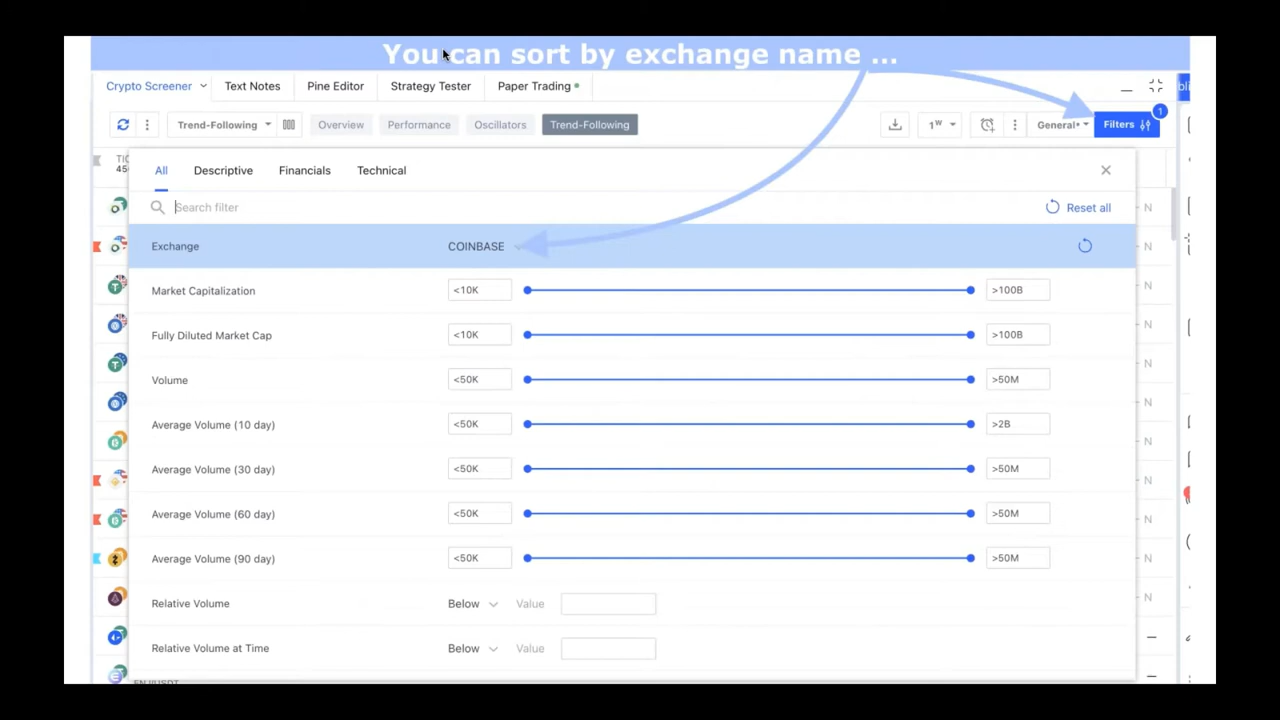 You can sort by exchange name ...
Crypto Screener Text Notes Pine Editor Strategy Tester Paper Trading
Trend-Following Overview Performance Oscillators Trend-Following 1W General• Filters 1
All Descriptive Financials Technical
Search filter Reset all
Exchange COINBASE
Market Capitalization <10K >100B
Fully Diluted Market Cap <10K >100B
Volume <50K >50M
Average Volume (10 day) <50K >2B
Average Volume (30 day) <50K >50M
Average Volume (60 day) <50K >50M
Average Volume (90 day) <50K >50M
Relative Volume Below Value
Relative Volume at Time Below Value